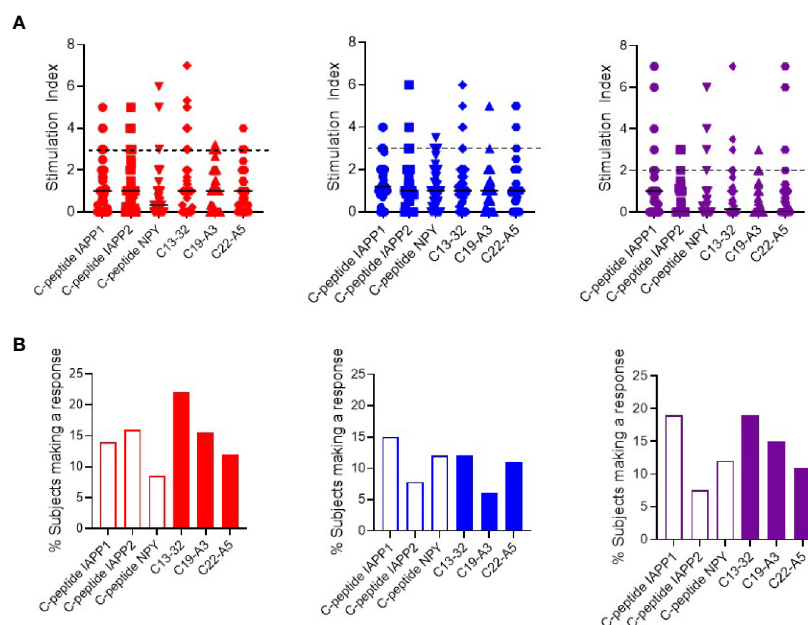 A
Stimulation Index
8
6
4
2
0
C-peptide IAPP1
C-peptide IAPP2
C-peptide NPY
C13-32
C19-A3
C22-A5
Stimulation Index
8
6
4
2
0
C-peptide IAPP1
C-peptide IAPP2
C-peptide NPY
C13-32
C19-A3
C22-A5
Stimulation Index
8
6
4
2
0
C-peptide IAPP1
C-peptide IAPP2
C-peptide NPY
C13-32
C19-A3
C22-A5
B
% Subjects making a response
25
20
15
10
5
0
C-peptide IAPP1
C-peptide IAPP2
C-peptide NPY
C13-32
C19-A3
C22-A5
% Subjects making a response
25
20
15
10
5
0
C-peptide IAPP1
C-peptide IAPP2
C-peptide NPY
C13-32
C19-A3
C22-A5
% Subjects making a response
25
20
15
10
5
0
C-peptide IAPP1
C-peptide IAPP2
C-peptide NPY
C13-32
C19-A3
C22-A5